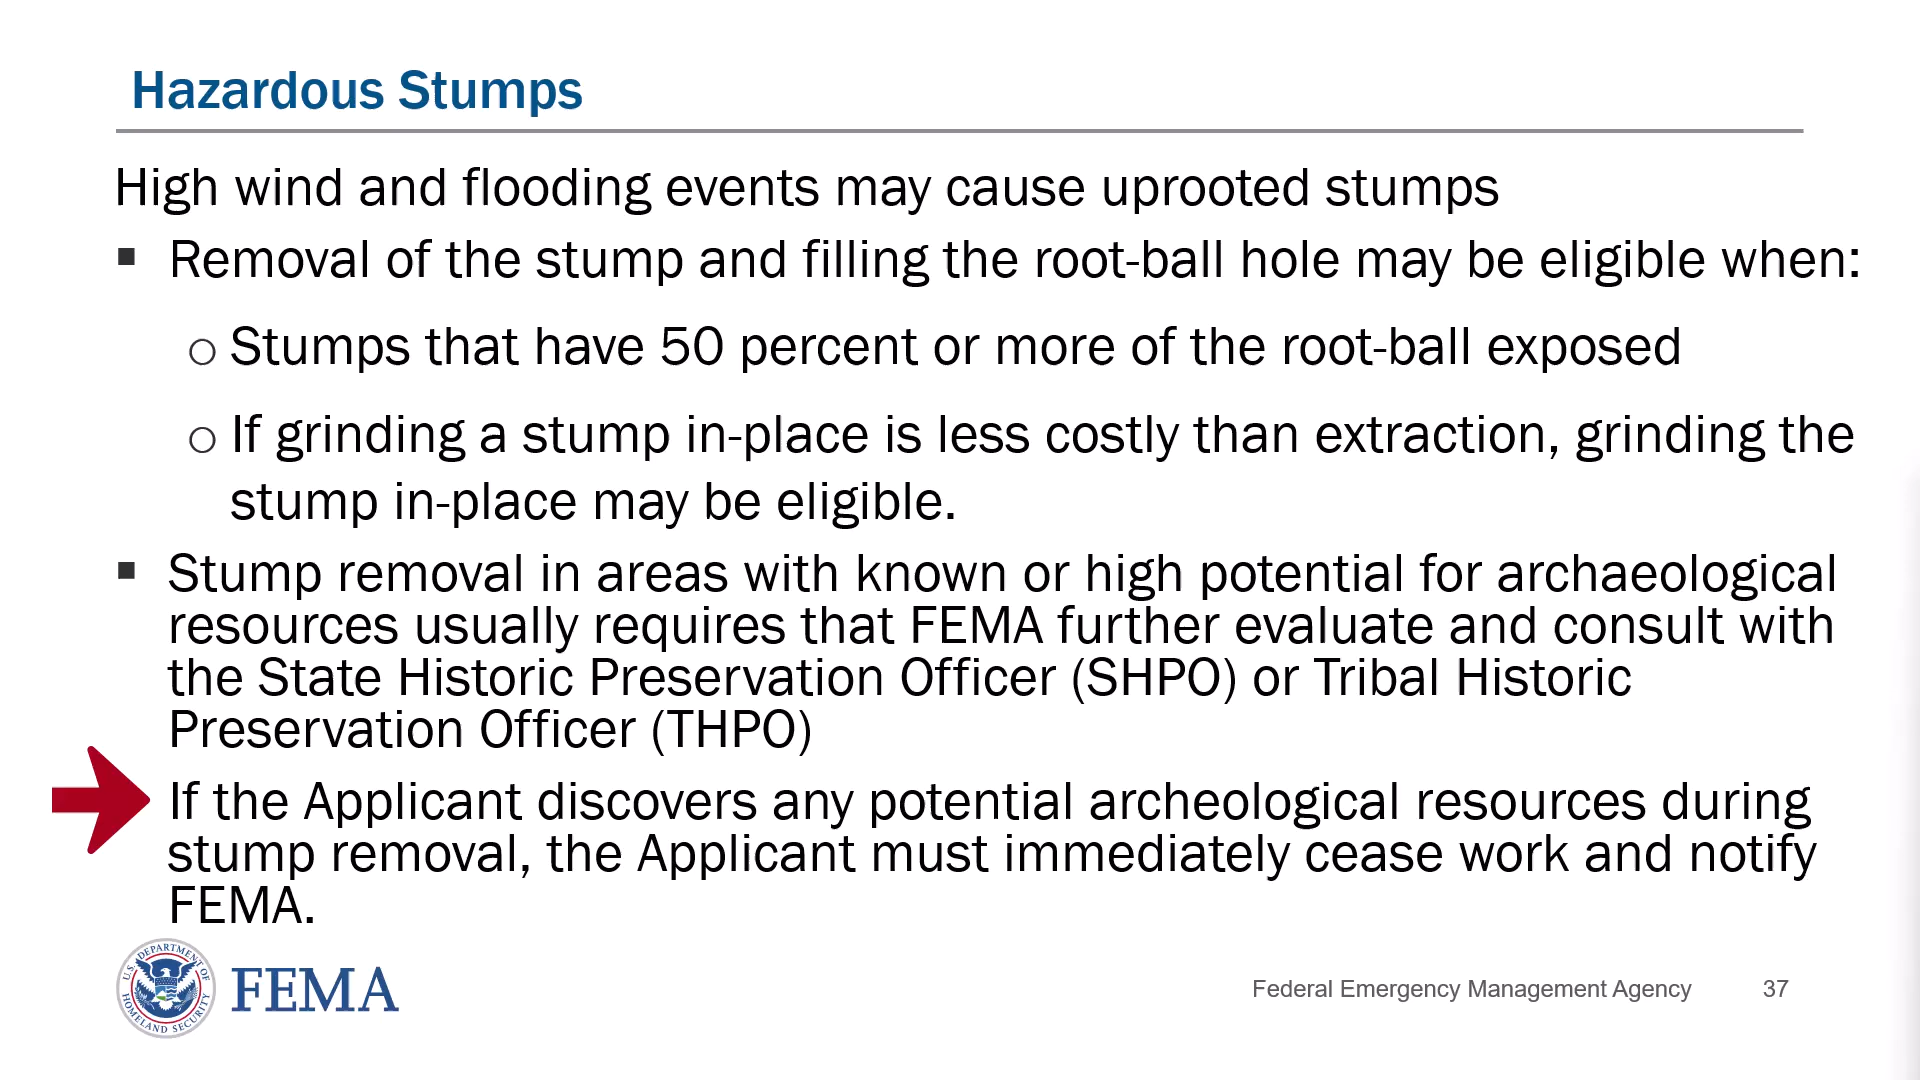 Hazardous Stumps
High wind and flooding events may cause uprooted stumps
▪ Removal of the stump and filling the root-ball hole may be eligible when:
o Stumps that have 50 percent or more of the root-ball exposed
o If grinding a stump in-place is less costly than extraction, grinding the
stump in-place may be eligible.
▪ Stump removal in areas with known or high potential for archaeological
resources usually requires that FEMA further evaluate and consult with
the State Historic Preservation Officer (SHPO) or Tribal Historic
Preservation Officer (THPO)
If the Applicant discovers any potential archeological resources during
stump removal, the Applicant must immediately cease work and notify
FEMA.
U.S. DEPARTMENT OF HOMELAND SECURITY
FEMA
Federal Emergency Management Agency 37